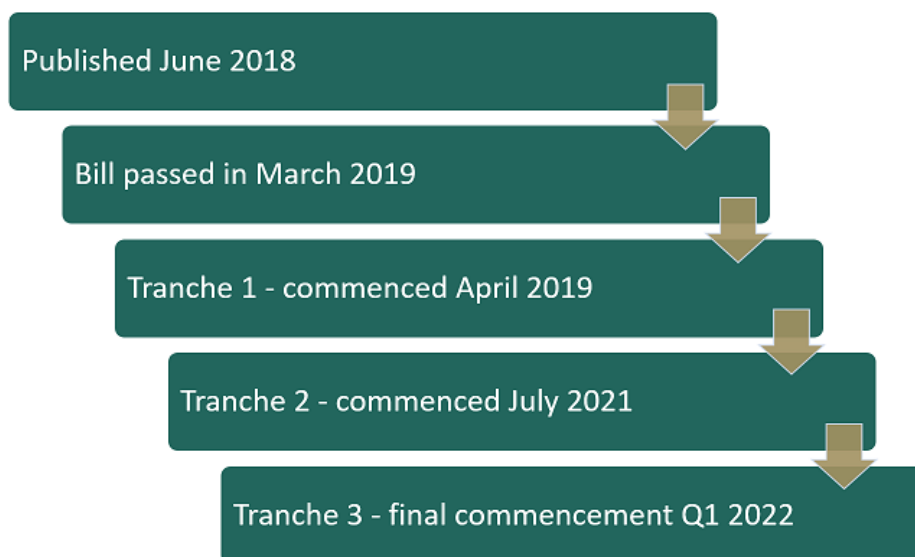 Published June 2018
Bill passed in March 2019
Tranche 1 - commenced April 2019
Tranche 2 - commenced July 2021
Tranche 3 - final commencement Q1 2022